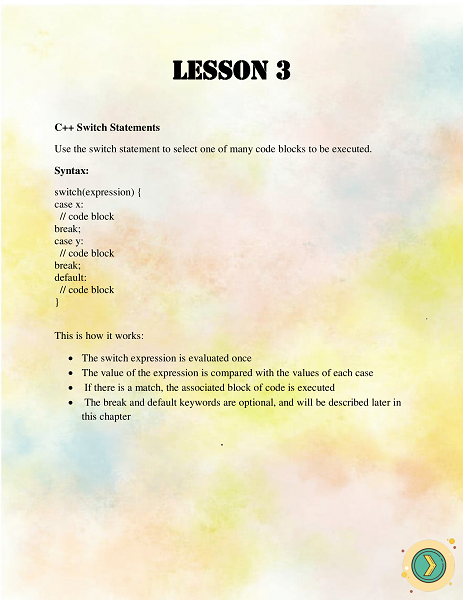 LESSON 3
C++ Switch Statements
Use the switch statement to select one of many code blocks to be executed.
Syntax:
switch(expression) {
case x:
// code block
break;
case y:
// code block
break;
default:
// code block
}
This is how it works:
• The switch expression is evaluated once
• The value of the expression is compared with the values of each case
• If there is a match, the associated block of code is executed
• The break and default keywords are optional, and will be described later in
this chapter